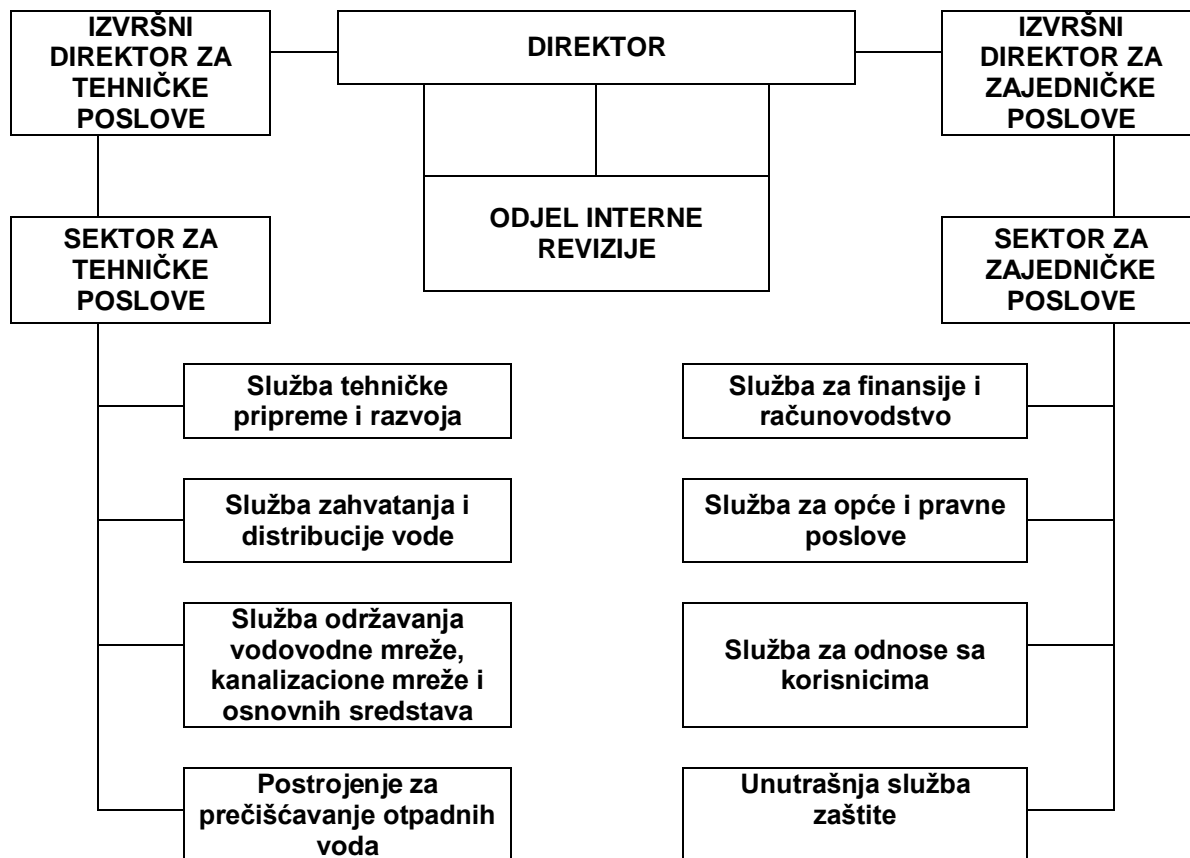 IZVRŠNI
DIREKTOR ZA
TEHNIČKE
POSLOVE
DIREKTOR
IZVRŠNI
DIREKTOR ZA
ZAJEDNIČKE
POSLOVE
ODJEL INTERNE
REVIZIJE
SEKTOR ZA
TEHNIČKE
POSLOVE
SEKTOR ZA
ZAJEDNIČKE
POSLOVE
Služba tehničke
pripreme i razvoja
Služba za finansije i
računovodstvo
Služba zahvatanja i
distribucije vode
Služba za opće i pravne
poslove
Služba održavanja
vodovodne mreže,
kanalizacione mreže i
osnovnih sredstava
Služba za odnose sa
korisnicima
Postrojenje za
prečišćavanje otpadnih
voda
Unutrašnja služba
zaštite